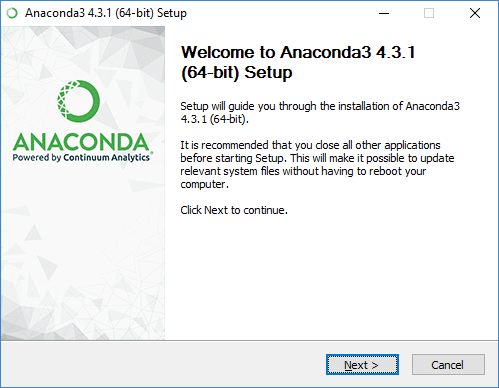 Anaconda3 4.3.1 (64-bit) Setup
ANACONDA
Powered by Continuum Analytics
Welcome to Anaconda3 4.3.1
(64-bit) Setup
Setup will guide you through the installation of Anaconda3
4.3.1 (64-bit).
It is recommended that you close all other applications
before starting Setup. This will make it possible to update
relevant system files without having to reboot your
computer.
Click Next to continue.
Next >
Cancel